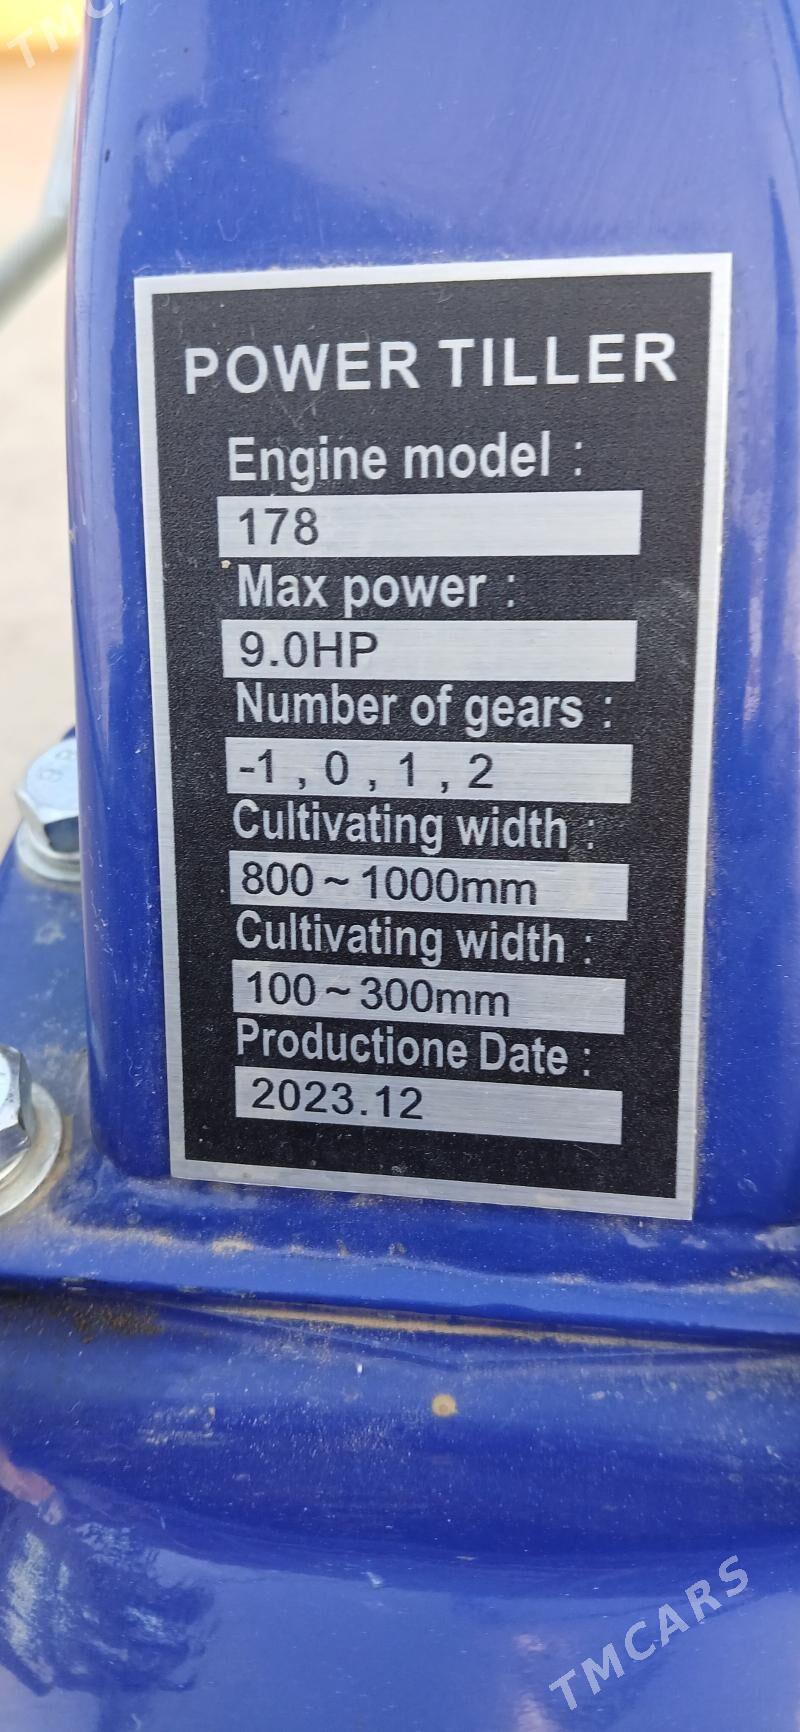 TMCARS
POWER TILLER
Engine model :
178
Max power :
9.0HP
Number of gears :
-1 , 0 , 1 , 2
Cultivating width :
800~1000mm
Cultivating width :
100~300mm
Productione Date :
2023.12
TMCARS